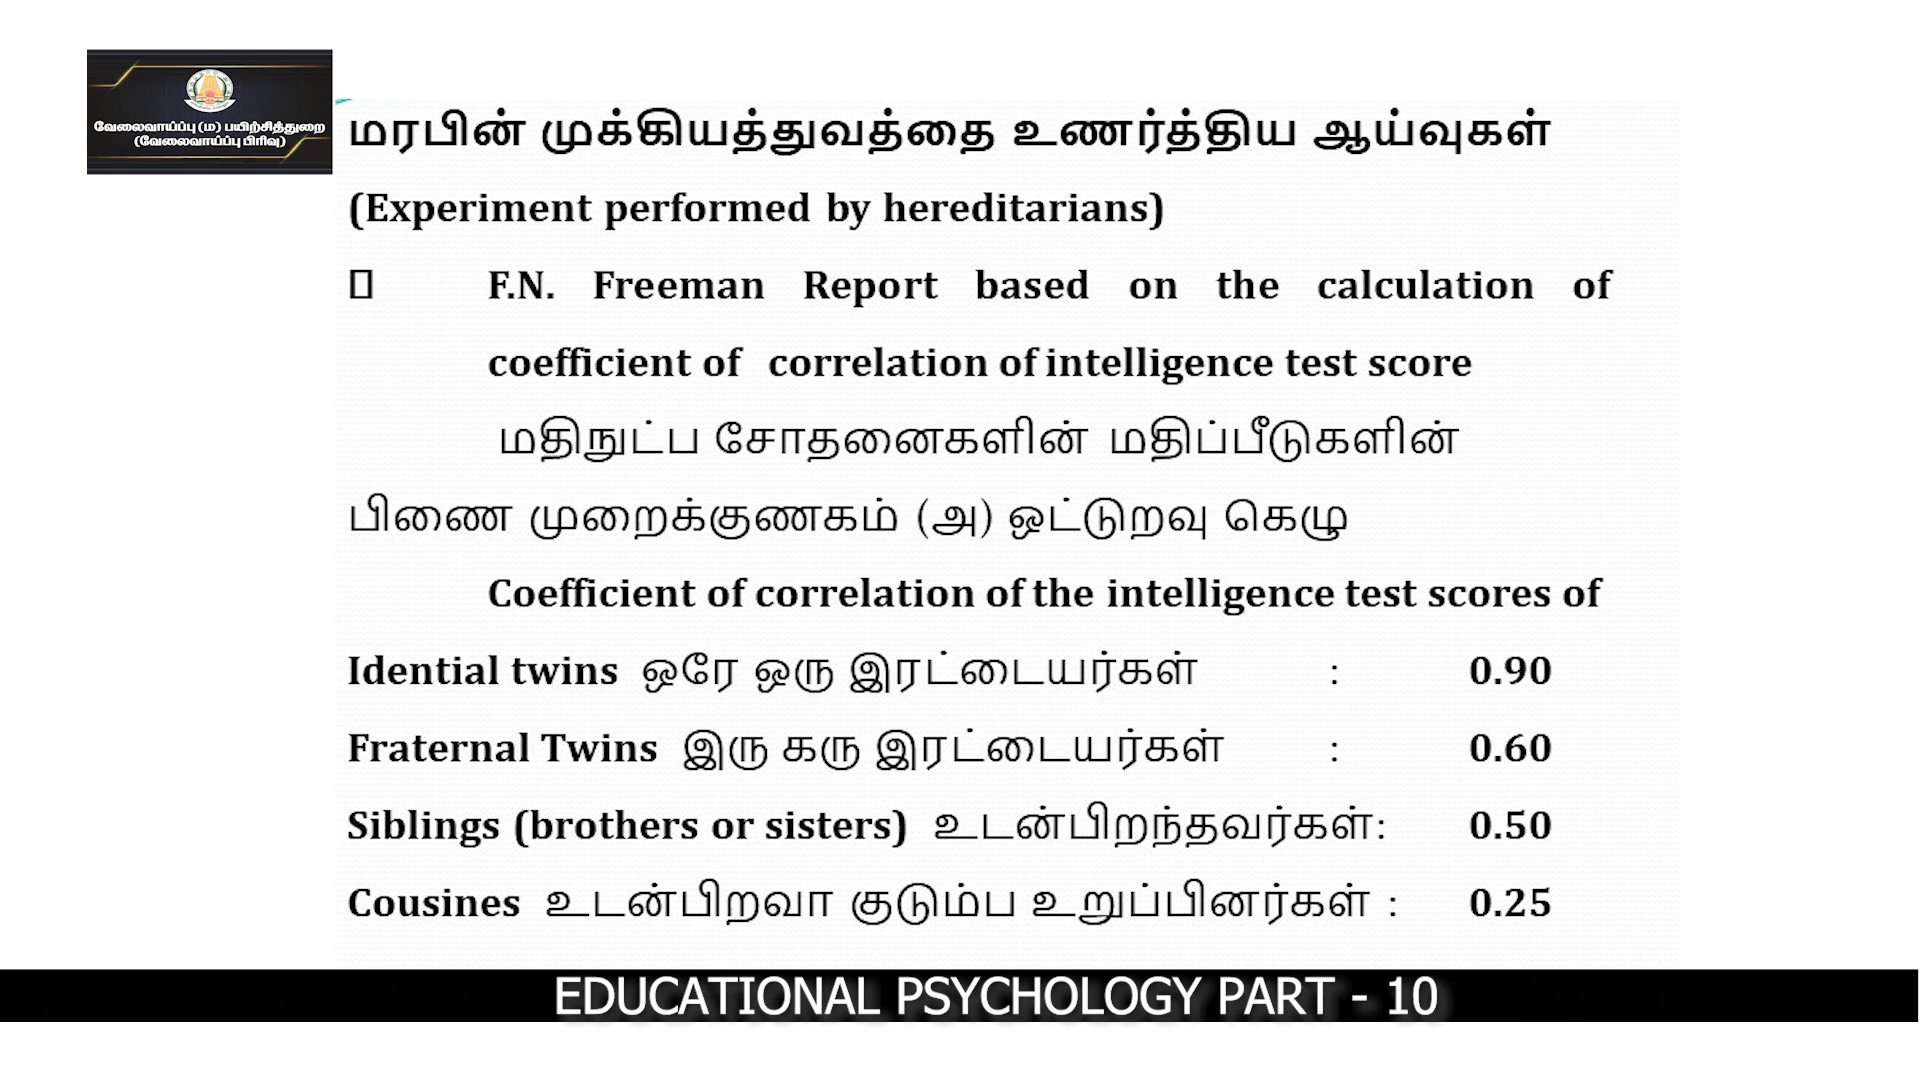 வேலைவாய்ப்பு (ம) பயிற்சித்துறை
(வேலைவாய்ப்பு பிரிவு)
மரபின் முக்கியத்துவத்தை உணர்த்திய ஆய்வுகள்
(Experiment performed by hereditarians)
F.N. Freeman Report based on the calculation of
coefficient of correlation of intelligence test score
மதிநுட்ப சோதனைகளின் மதிப்பீடுகளின்
பிணை முறைக்குணகம் (அ) ஒட்டுறவு கெழு
Coefficient of correlation of the intelligence test scores of
Idential twins ஒரே ஒரு இரட்டையர்கள் : 0.90
Fraternal Twins இரு கரு இரட்டையர்கள் : 0.60
Siblings (brothers or sisters) உடன்பிறந்தவர்கள்: 0.50
Cousines உடன்பிறவா குடும்ப உறுப்பினர்கள் : 0.25
EDUCATIONAL PSYCHOLOGY PART - 10